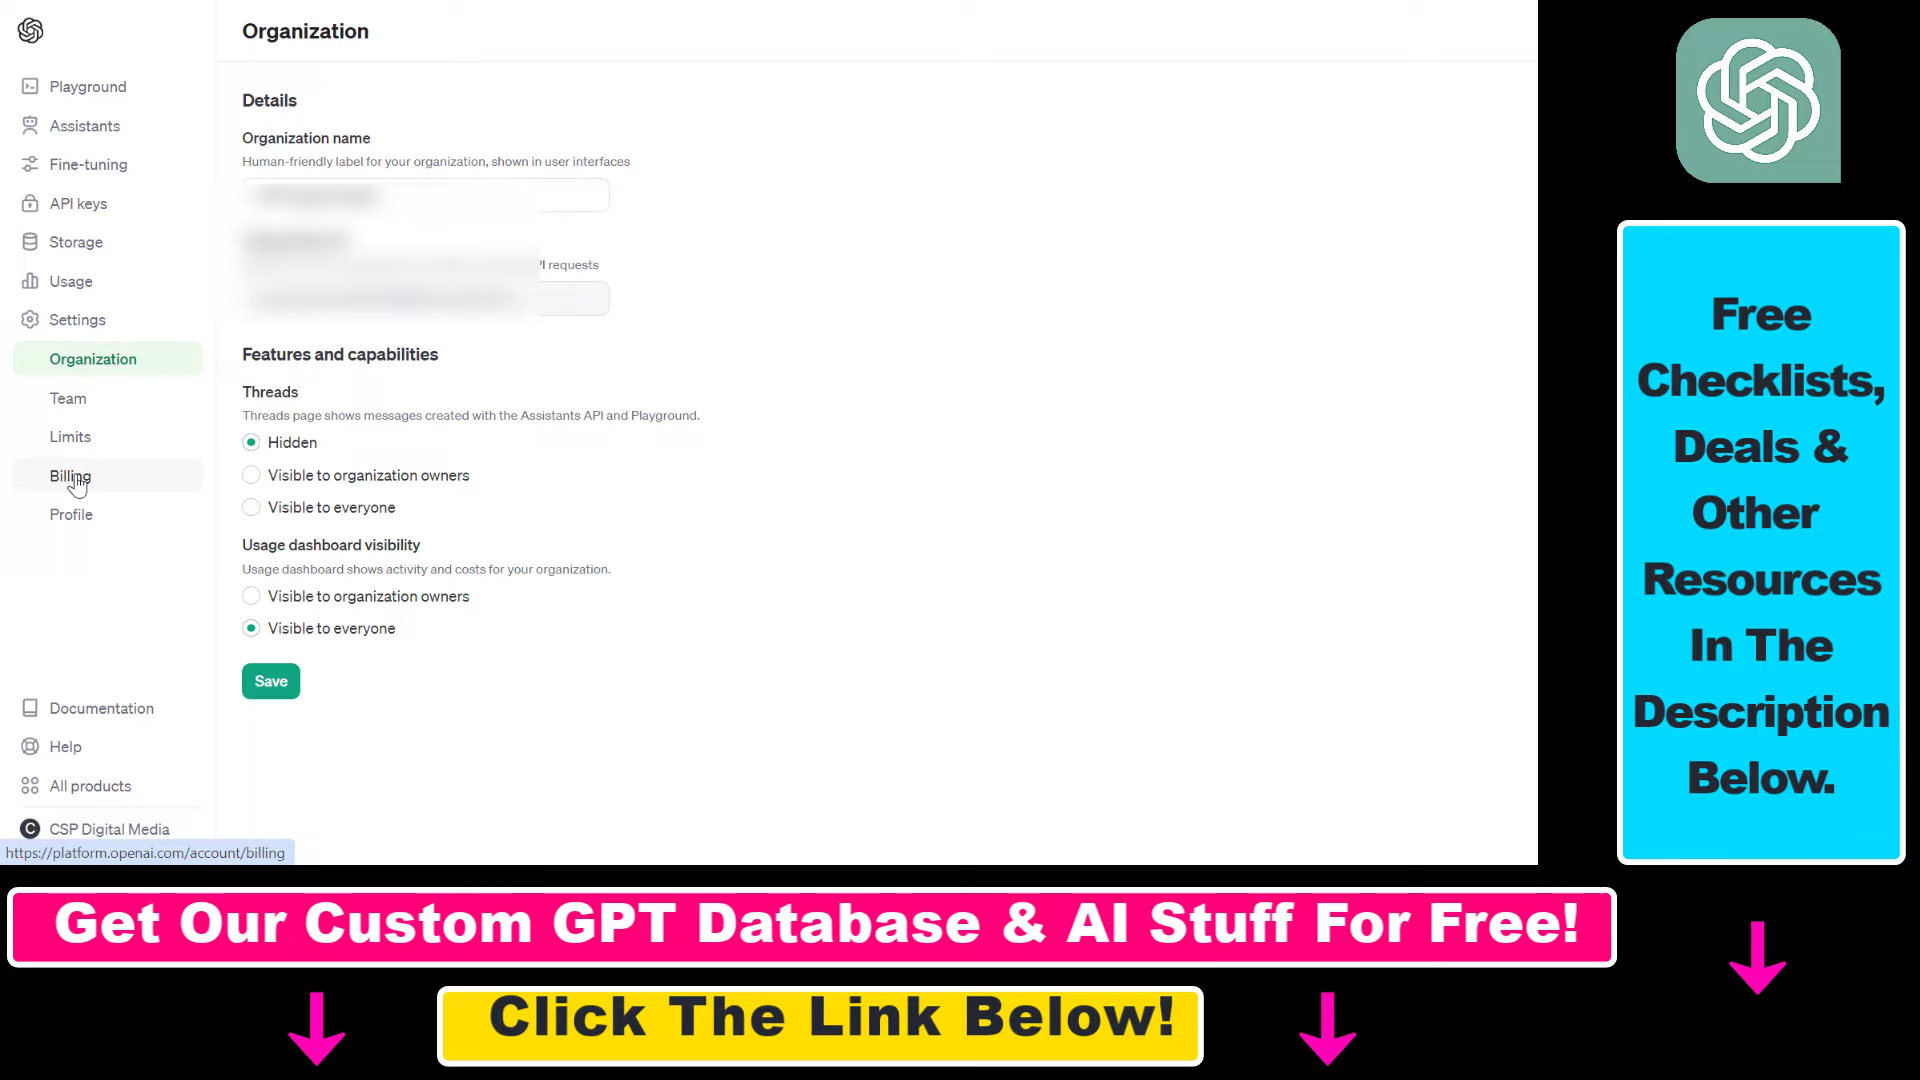 Organization
Playground
Assistants
Fine-tuning
API keys
Storage
Usage
Settings
Organization
Team
Limits
Billing
Profile
Documentation
Help
All products
C CSP Digital Media
https://platform.openai.com/account/billing
Details
Organization name
Human-friendly label for your organization, shown in user interfaces
requests
Features and capabilities
Threads
Threads page shows messages created with the Assistants API and Playground.
Hidden
Visible to organization owners
Visible to everyone
Usage dashboard visibility
Usage dashboard shows activity and costs for your organization.
Visible to organization owners
Visible to everyone
Save
Free
Checklists,
Deals &
Other
Resources
In The
Description
Below.
Get Our Custom GPT Database & AI Stuff For Free!
Click The Link Below!